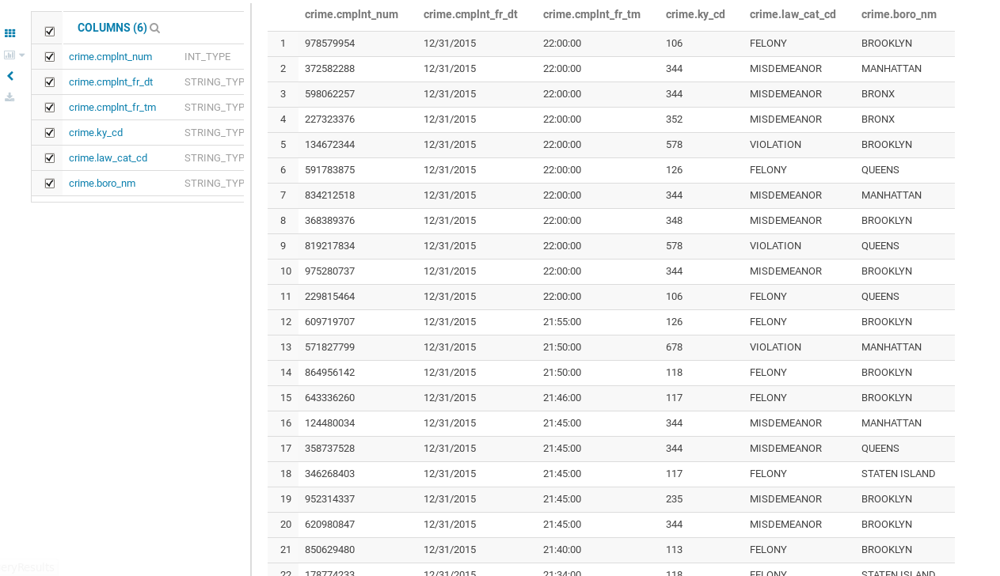 COLUMNS (6)
crime.cmplnt_num INT_TYPE
crime.cmplnt_fr_dt STRING_TYP
crime.cmplnt_fr_tm STRING_TYP
crime.ky_cd STRING_TYP
crime.law_cat_cd STRING_TYP
crime.boro_nm STRING_TYP
eryResults
crime.cmplnt_num crime.cmplnt_fr_dt crime.cmplnt_fr_tm crime.ky_cd crime.law_cat_cd crime.boro_nm
1 978579954 12/31/2015 22:00:00 106 FELONY BROOKLYN
2 372582288 12/31/2015 22:00:00 344 MISDEMEANOR MANHATTAN
3 598062257 12/31/2015 22:00:00 344 MISDEMEANOR BRONX
4 227323376 12/31/2015 22:00:00 352 MISDEMEANOR BRONX
5 134672344 12/31/2015 22:00:00 578 VIOLATION BROOKLYN
6 591783875 12/31/2015 22:00:00 126 FELONY QUEENS
7 834212518 12/31/2015 22:00:00 344 MISDEMEANOR MANHATTAN
8 368389376 12/31/2015 22:00:00 348 MISDEMEANOR BROOKLYN
9 819217834 12/31/2015 22:00:00 578 VIOLATION QUEENS
10 975280737 12/31/2015 22:00:00 344 MISDEMEANOR BROOKLYN
11 229815464 12/31/2015 22:00:00 106 FELONY QUEENS
12 609719707 12/31/2015 21:55:00 126 FELONY BROOKLYN
13 571827799 12/31/2015 21:50:00 678 VIOLATION MANHATTAN
14 864956142 12/31/2015 21:50:00 118 FELONY BROOKLYN
15 643336260 12/31/2015 21:46:00 117 FELONY BROOKLYN
16 124480034 12/31/2015 21:45:00 344 MISDEMEANOR MANHATTAN
17 358737528 12/31/2015 21:45:00 344 MISDEMEANOR QUEENS
18 346268403 12/31/2015 21:45:00 117 FELONY STATEN ISLAND
19 952314337 12/31/2015 21:45:00 235 MISDEMEANOR BROOKLYN
20 620980847 12/31/2015 21:45:00 344 MISDEMEANOR BROOKLYN
21 850629480 12/31/2015 21:40:00 113 FELONY BROOKLYN
22 178774233 12/31/2015 21:34:00 118 FELONY STATEN ISLAND